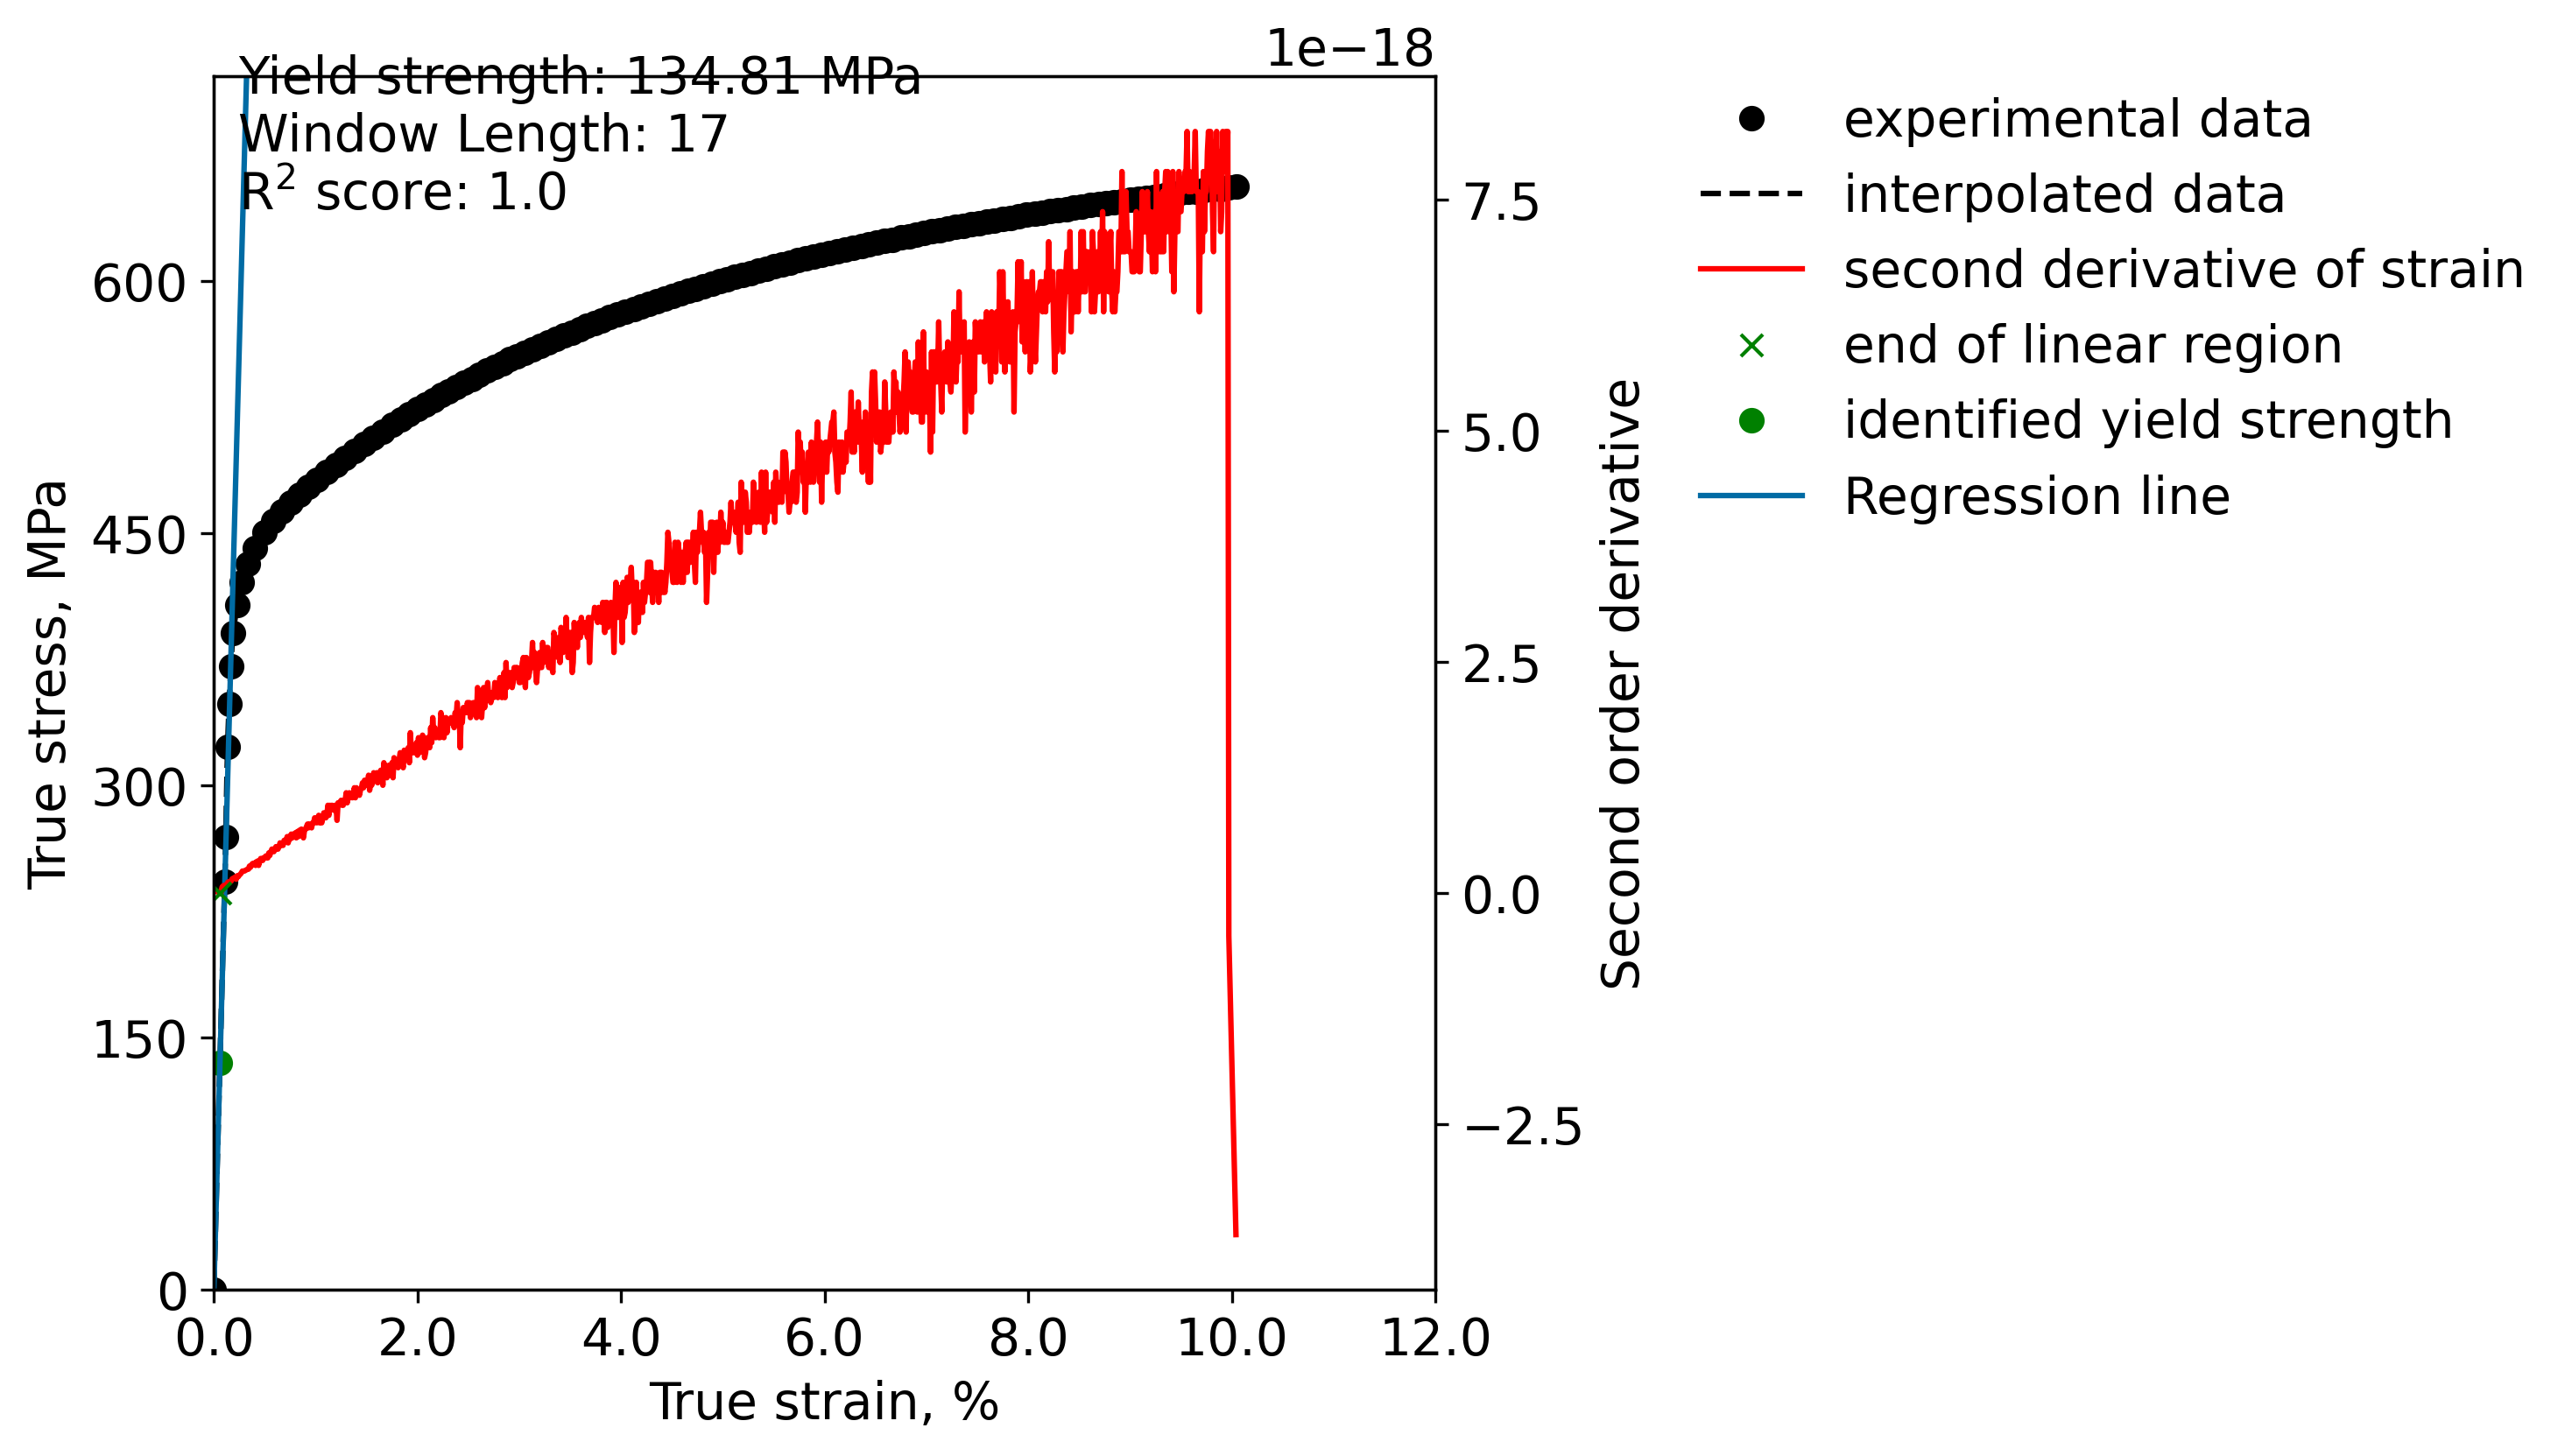 1e−18
Yield strength: 134.81 MPa
Window Length: 17
R² score: 1.0
True stress, MPa
600
450
300
150
0
0.0 2.0 4.0 6.0 8.0 10.0 12.0
True strain, %
7.5
5.0
2.5
0.0
−2.5
Second order derivative
experimental data
interpolated data
second derivative of strain
end of linear region
identified yield strength
Regression line